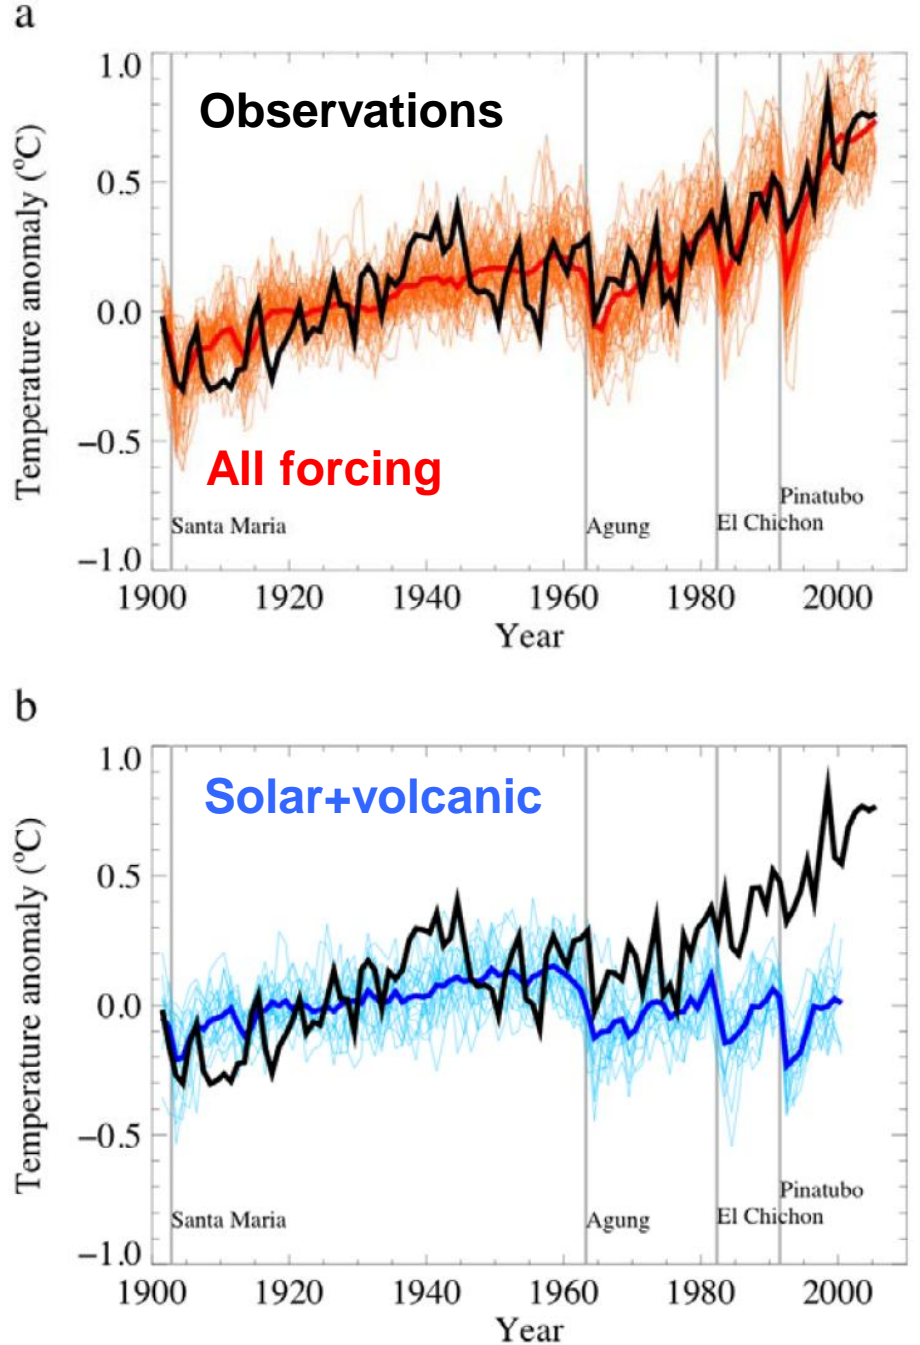 a
Temperature anomaly (°C)
1.0
0.5
0.0
−0.5
−1.0
Observations
All forcing
Santa Maria
Agung
El Chichon
Pinatubo
1900 1920 1940 1960 1980 2000
Year
b
Temperature anomaly (°C)
1.0
0.5
0.0
−0.5
−1.0
Solar+volcanic
Santa Maria
Agung
El Chichon
Pinatubo
1900 1920 1940 1960 1980 2000
Year